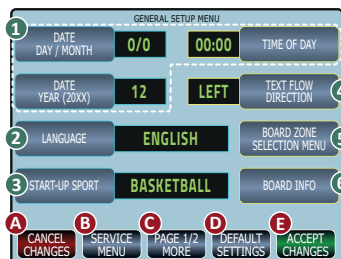 GENERAL SETUP MENU
1
DATE
DAY / MONTH
0/0
00:00
TIME OF DAY
DATE
YEAR (20XX)
12
LEFT
TEXT FLOW
DIRECTION
4
2
LANGUAGE
ENGLISH
BOARD ZONE
SELECTION MENU
5
3
START-UP SPORT
BASKETBALL
BOARD INFO
6
A
B
C
D
E
CANCEL
CHANGES
SERVICE
MENU
PAGE 1/2
MORE
DEFAULT
SETTINGS
ACCEPT
CHANGES